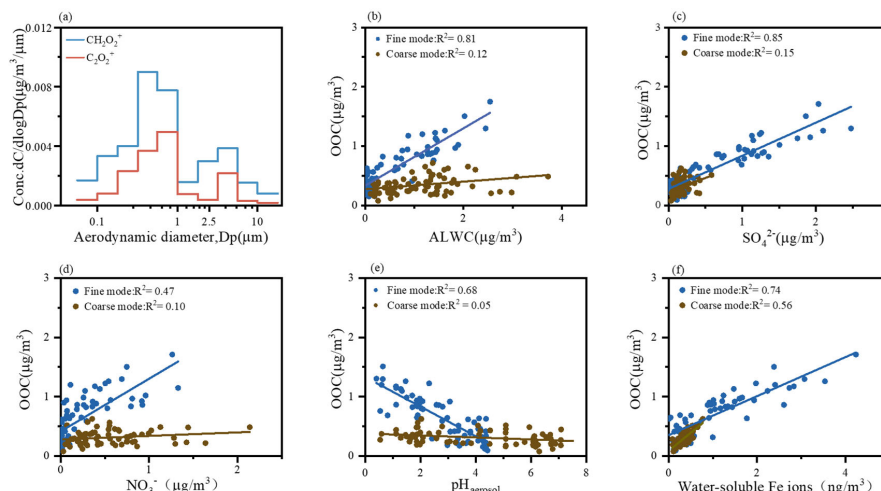 (a)
CH₂O₂⁺
C₂O₂⁺
0.012
0.008
0.004
0.000
Conc.dC/dlogDp(μg/m³/μm)
0.1
1
2.5
10
Aerodynamic diameter,Dp(μm)
(b)
Fine mode:R²= 0.81
Coarse mode:R²= 0.12
3
2
1
0
OOC(μg/m³)
0
2
4
ALWC(μg/m³)
(c)
Fine mode:R²= 0.85
Coarse mode:R²= 0.15
3
2
1
0
OOC(μg/m³)
0.0
1
2
SO₄²⁻(μg/m³)
(d)
Fine mode:R²= 0.47
Coarse mode:R²= 0.10
3
2
1
0
OOC(μg/m³)
0
1
2
NO₃⁻ (μg/m³)
(e)
Fine mode:R²= 0.68
Coarse mode:R²= 0.05
3
2
1
0
OOC(μg/m³)
0
2
4
6
pHaerosol
(f)
Fine mode:R²= 0.74
Coarse mode:R²= 0.56
3
2
1
0
OOC(μg/m³)
0
2
4
Water-soluble Fe ions (ng/m³)